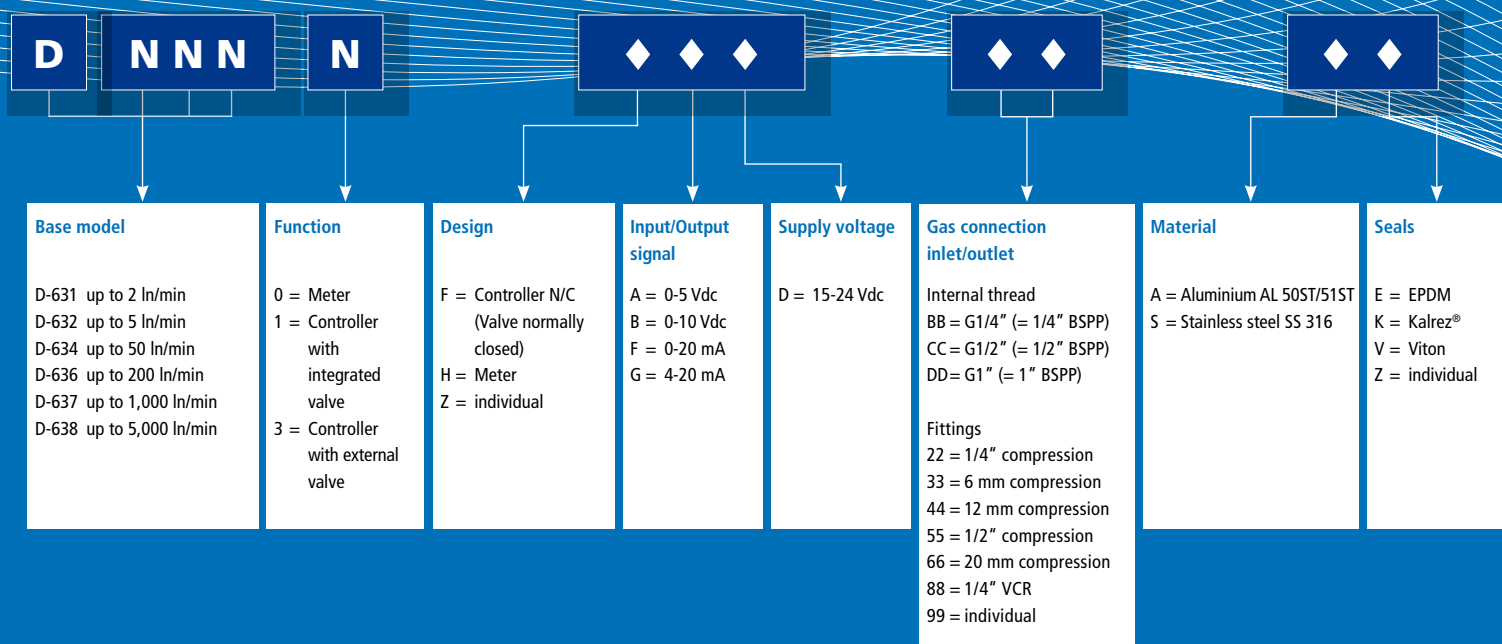 D NNN N ♦♦♦ ♦♦ ♦♦
Base model
D-631 up to 2 ln/min
D-632 up to 5 ln/min
D-634 up to 50 ln/min
D-636 up to 200 ln/min
D-637 up to 1,000 ln/min
D-638 up to 5,000 ln/min
Function
0 = Meter
1 = Controller
with
integrated
valve
3 = Controller
with external
valve
Design
F = Controller N/C
(Valve normally
closed)
H = Meter
Z = individual
Input/Output
signal
A = 0-5 Vdc
B = 0-10 Vdc
F = 0-20 mA
G = 4-20 mA
Supply voltage
D = 15-24 Vdc
Gas connection
inlet/outlet
Internal thread
BB = G1/4” (= 1/4” BSPP)
CC = G1/2” (= 1/2” BSPP)
DD= G1” (= 1” BSPP)
Fittings
22 = 1/4” compression
33 = 6 mm compression
44 = 12 mm compression
55 = 1/2” compression
66 = 20 mm compression
88 = 1/4” VCR
99 = individual
Material
A = Aluminium AL 50ST/51ST
S = Stainless steel SS 316
Seals
E = EPDM
K = Kalrez®
V = Viton
Z = individual